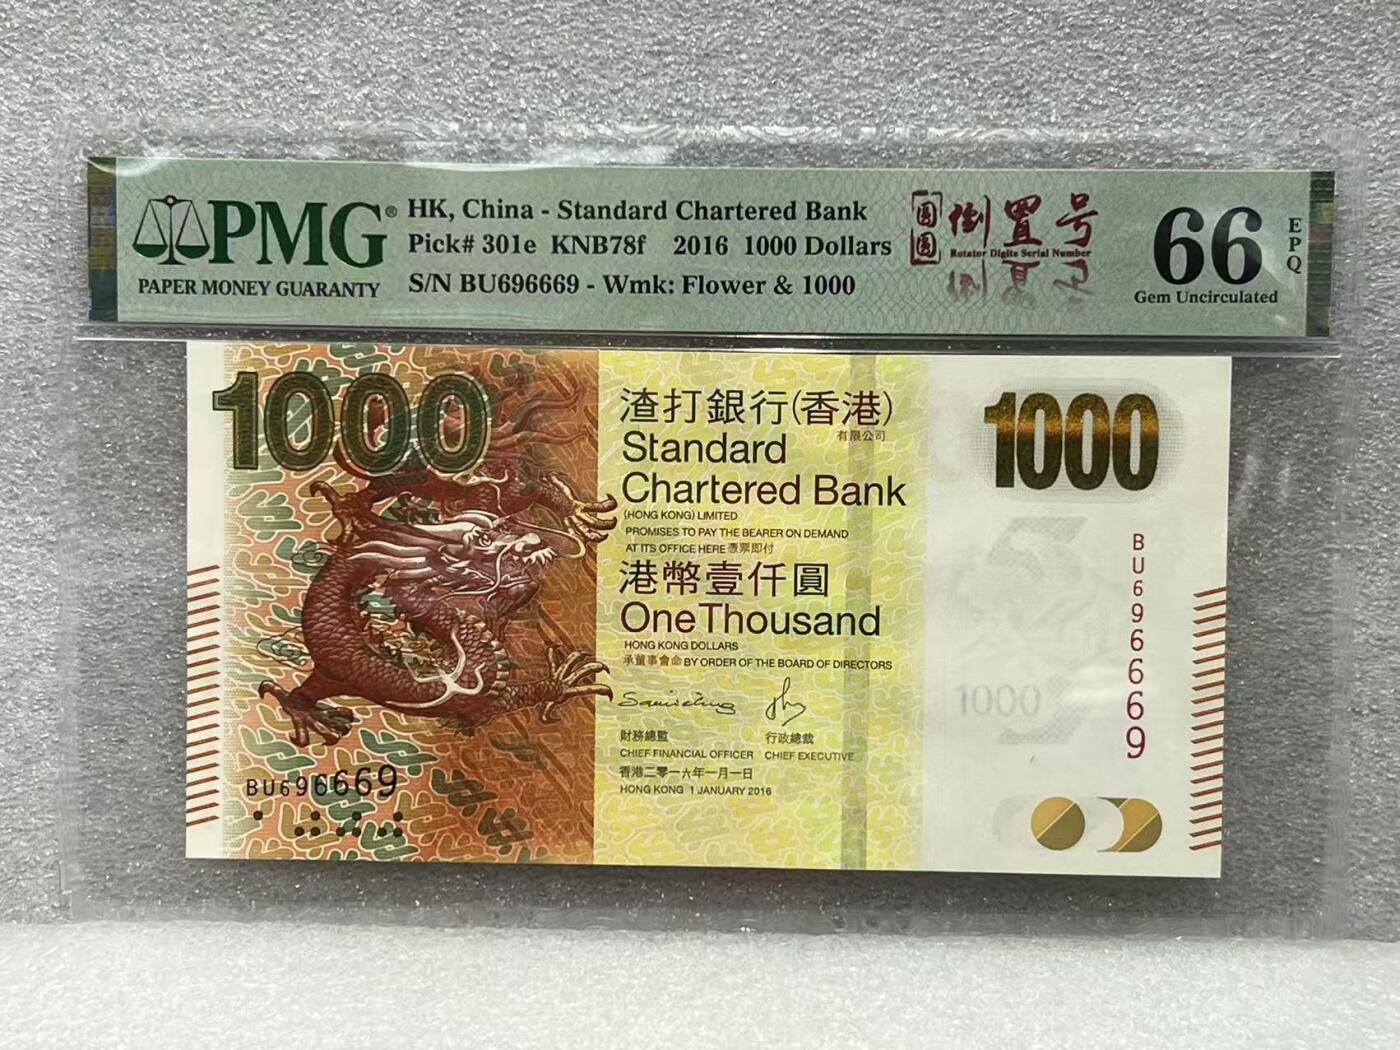 PMG®
PAPER MONEY GUARANTY
HK, China - Standard Chartered Bank
Pick# 301e KNB78f 2016 1000 Dollars
S/N BU696669 - Wmk: Flower & 1000
圆圆
倒置号
Rotator Digits Serial Number
66
EPQ
Gem Uncirculated
1000
渣打銀行(香港)
有限公司
Standard
Chartered Bank
(HONG KONG) LIMITED
PROMISES TO PAY THE BEARER ON DEMAND
AT ITS OFFICE HERE 憑票即付
港幣壹仟圓
One Thousand
HONG KONG DOLLARS
承董事會命 BY ORDER OF THE BOARD OF DIRECTORS
財務總監
行政總裁
CHIEF FINANCIAL OFFICER CHIEF EXECUTIVE
香港二零一六年一月一日
HONG KONG 1 JANUARY 2016
BU696669
1000
BU696669
1000